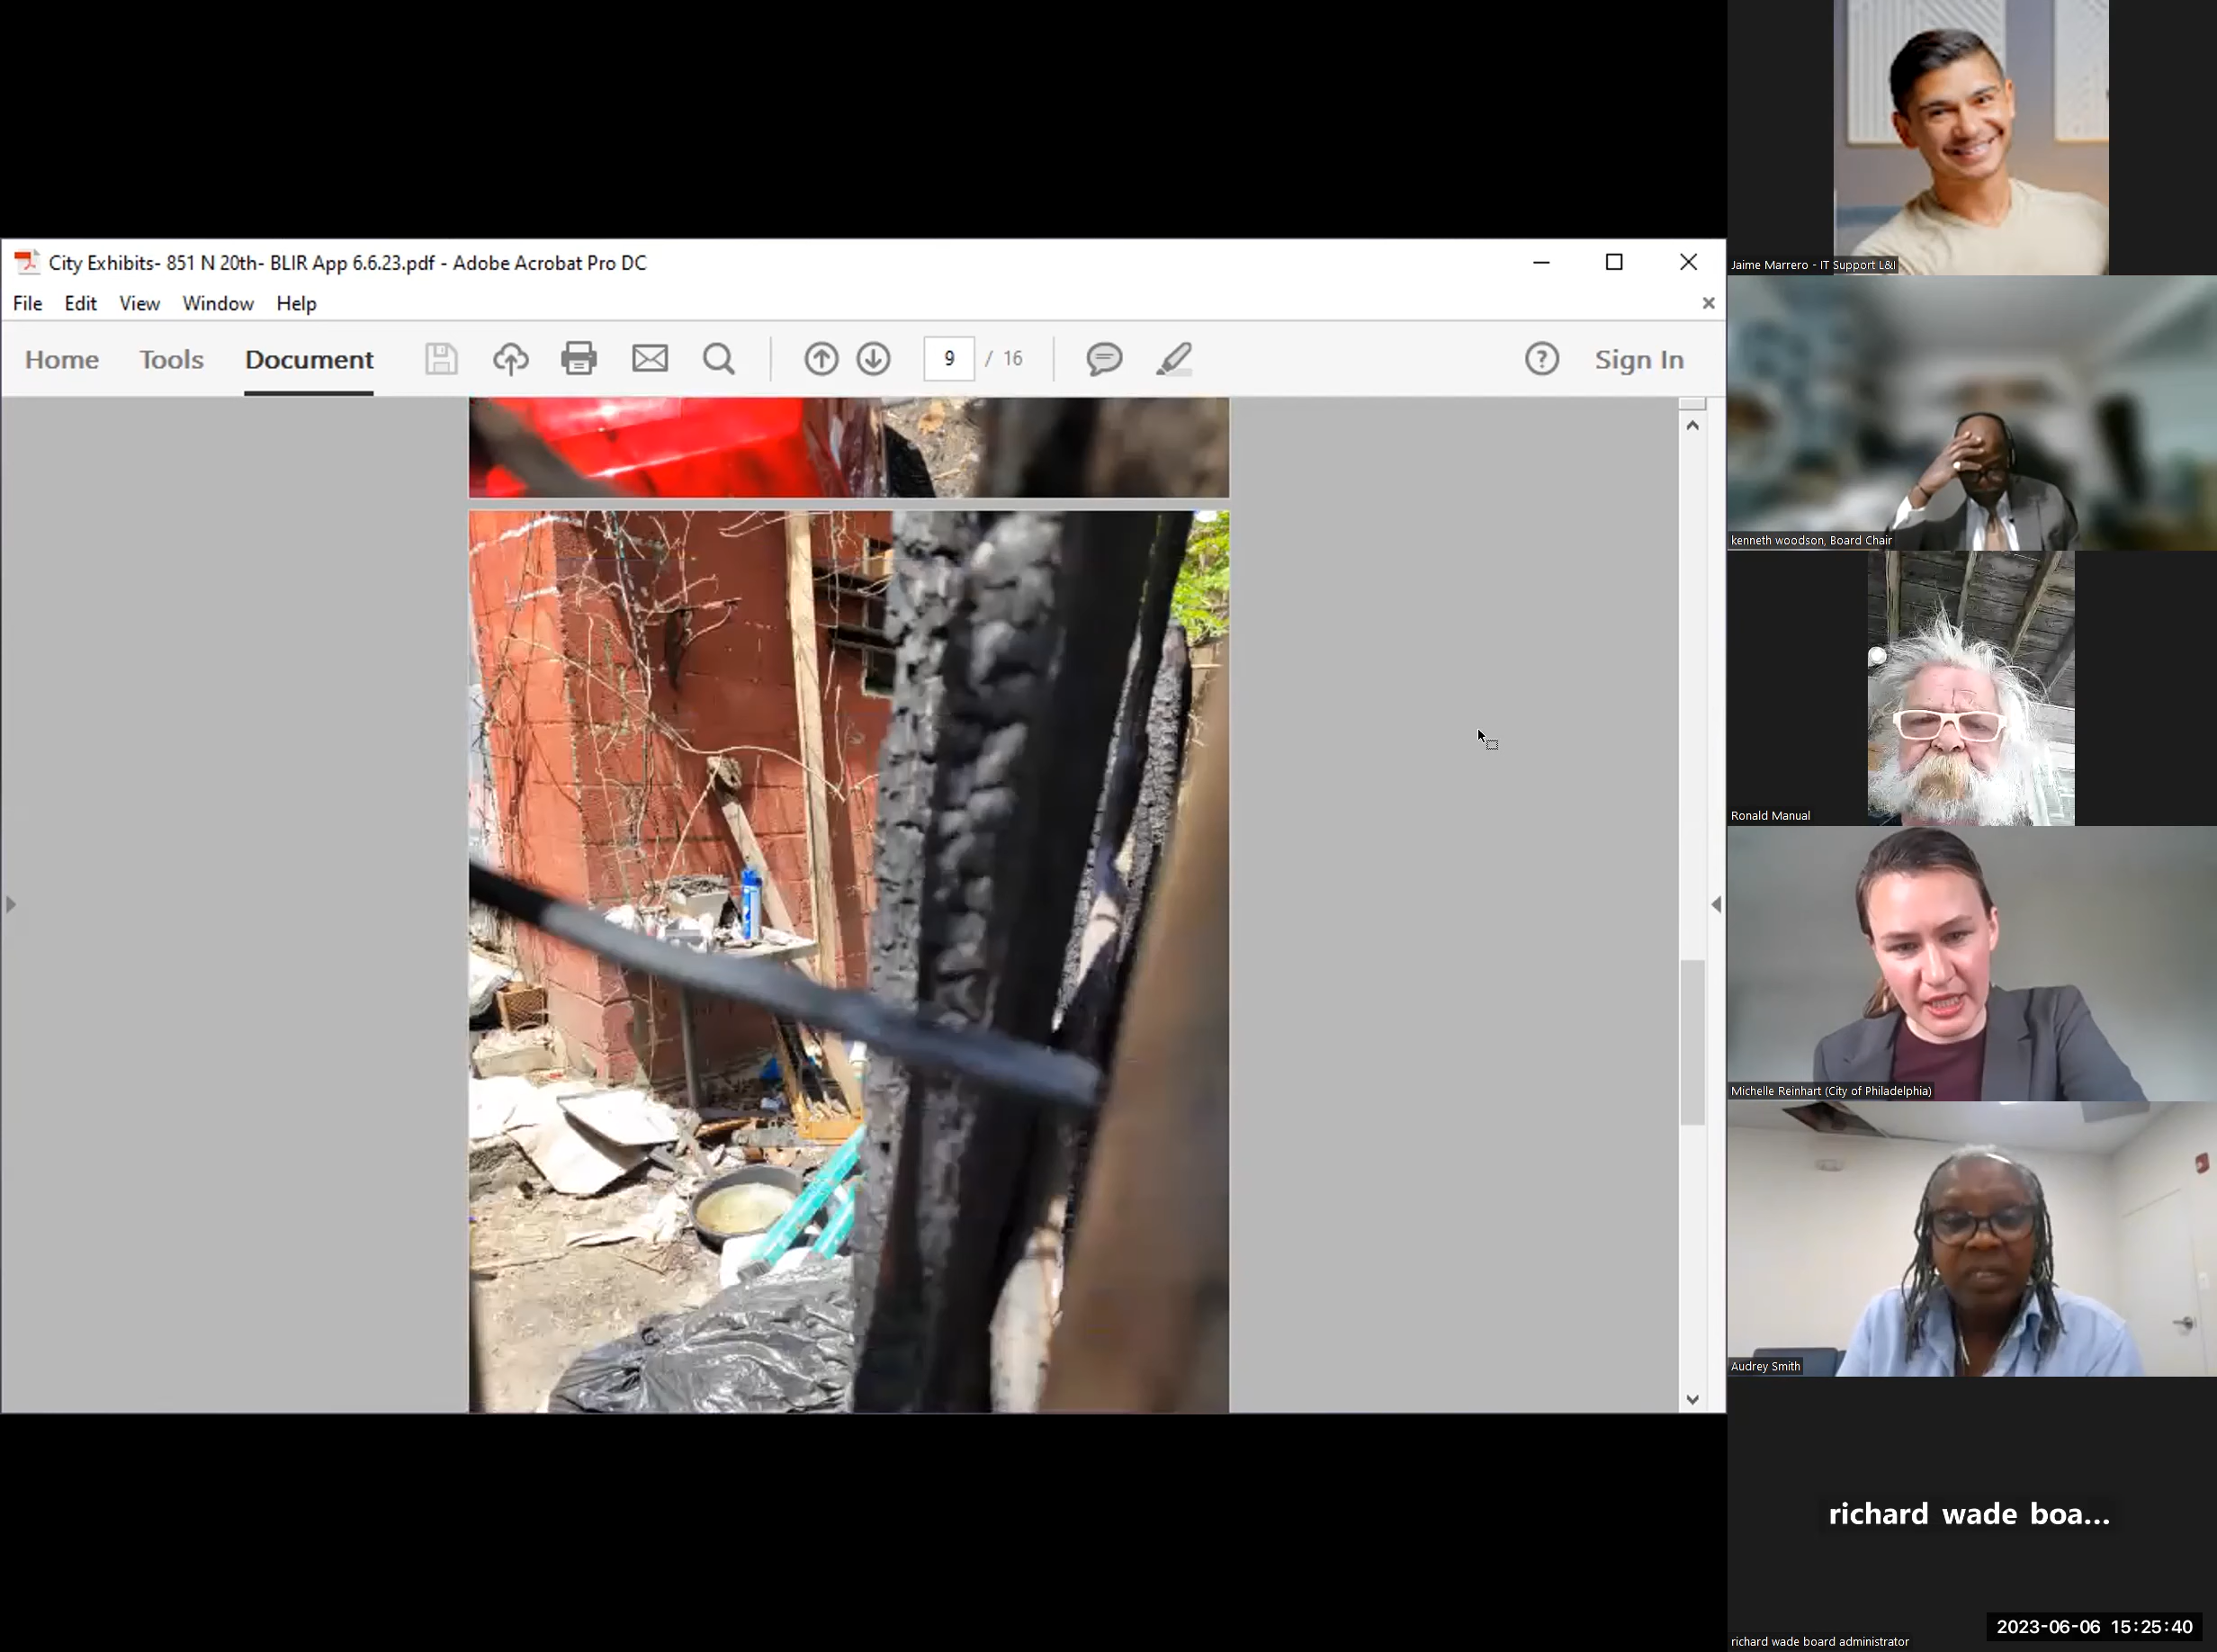 City Exhibits- 851 N 20th- BLIR App 6.6.23.pdf - Adobe Acrobat Pro DC
File Edit View Window Help
Home Tools Document 9 / 16 Sign In
Jaime Marrero - IT Support L&I
kenneth woodson, Board Chair
Ronald Manual
Michelle Reinhart (City of Philadelphia)
Audrey Smith
richard wade boa...
2023-06-06 15:25:40
richard wade board administrator